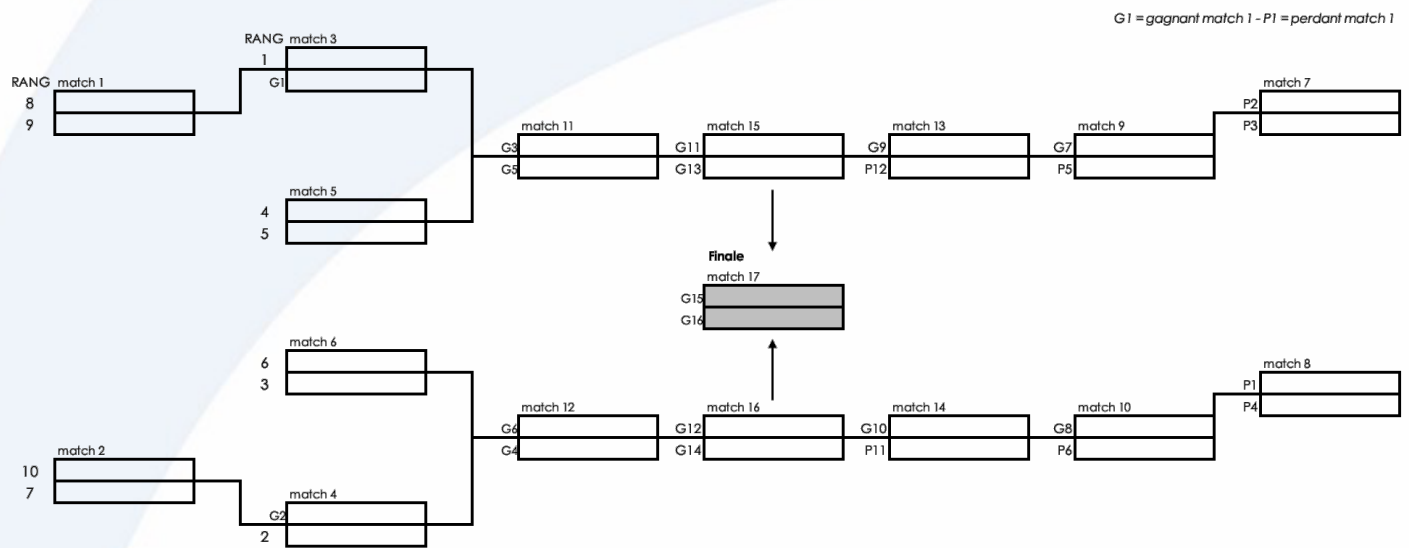 G1 = gagnant match 1 - P1 = perdant match 1
RANG match 3
1
G1
RANG match 1
8
9
match 7
P2
P3
match 11
G3
G5
match 15
G11
G13
match 13
G9
P12
match 9
G7
P5
match 5
4
5
Finale
match 17
G15
G16
match 6
6
3
match 8
P1
P4
match 12
G6
G4
match 16
G12
G14
match 14
G10
P11
match 10
G8
P6
match 2
10
7
match 4
G2
2